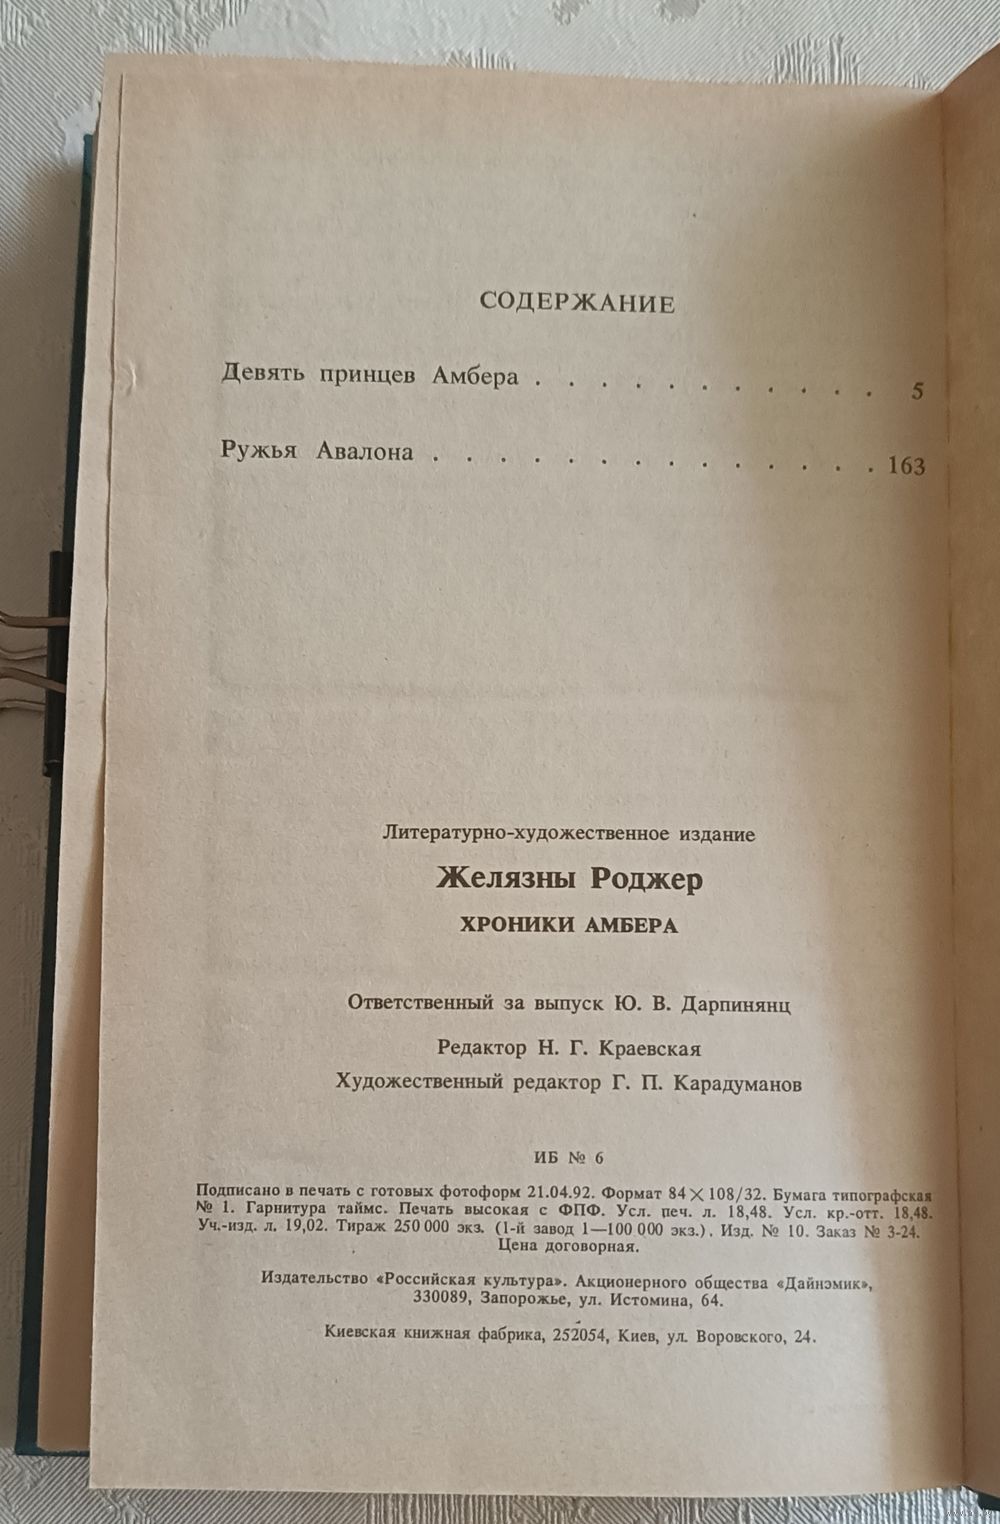 СОДЕРЖАНИЕ
Девять принцев Амбера . . . . . . . . . . . 5
Ружья Авалона . . . . . . . . . . . . . . 163
Литературно-художественное издание
Желязны Роджер
ХРОНИКИ АМБЕРА
Ответственный за выпуск Ю. В. Дарпинянц
Редактор Н. Г. Краевская
Художественный редактор Г. П. Карадуманов
ИБ № 6
Подписано в печать с готовых фотоформ 21.04.92. Формат 84×108/32. Бумага типографская
№ 1. Гарнитура таймс. Печать высокая с ФПФ. Усл. печ. л. 18,48. Усл. кр.-отт. 18,48.
Уч.-изд. л. 19,02. Тираж 250 000 экз. (1-й завод 1—100 000 экз.). Изд. № 10. Заказ № 3-24.
Цена договорная.
Издательство «Российская культура». Акционерного общества «Дайнэмик»,
330089, Запорожье, ул. Истомина, 64.
Киевская книжная фабрика, 252054, Киев, ул. Воровского, 24.